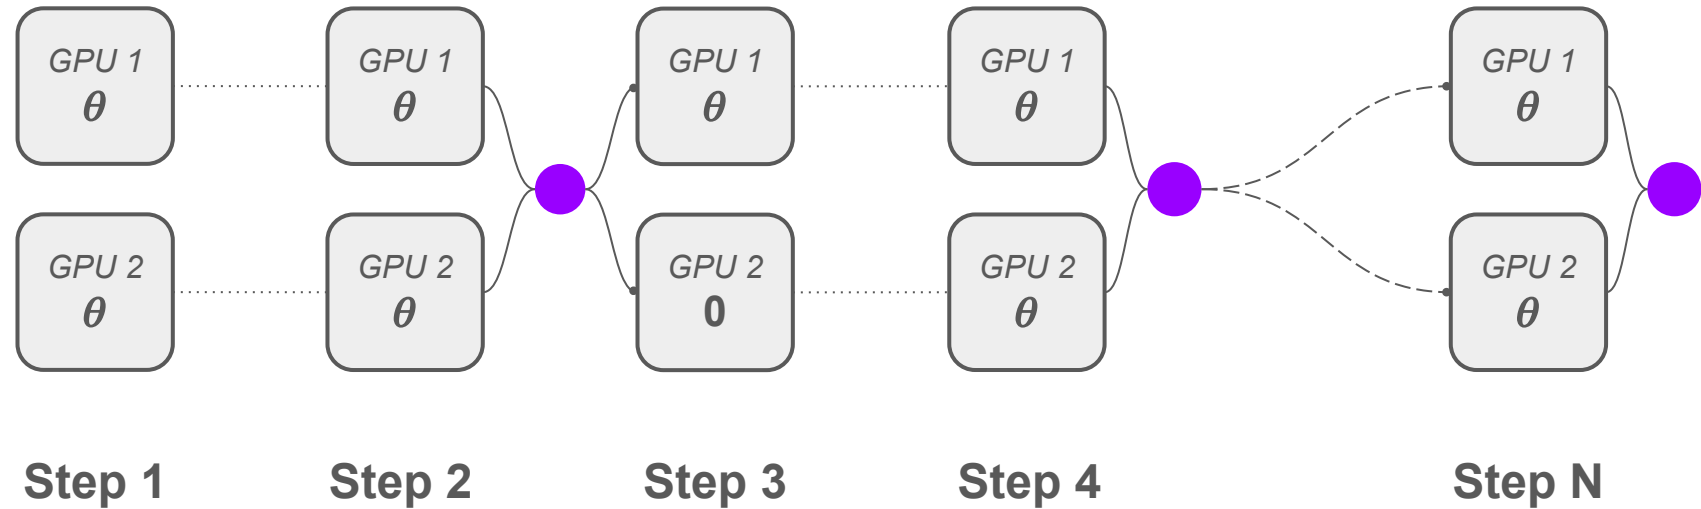 GPU 1
θ
GPU 1
θ
GPU 1
θ
GPU 1
θ
GPU 1
θ
GPU 2
θ
GPU 2
θ
GPU 2
0
GPU 2
θ
GPU 2
θ
Step 1
Step 2
Step 3
Step 4
Step N